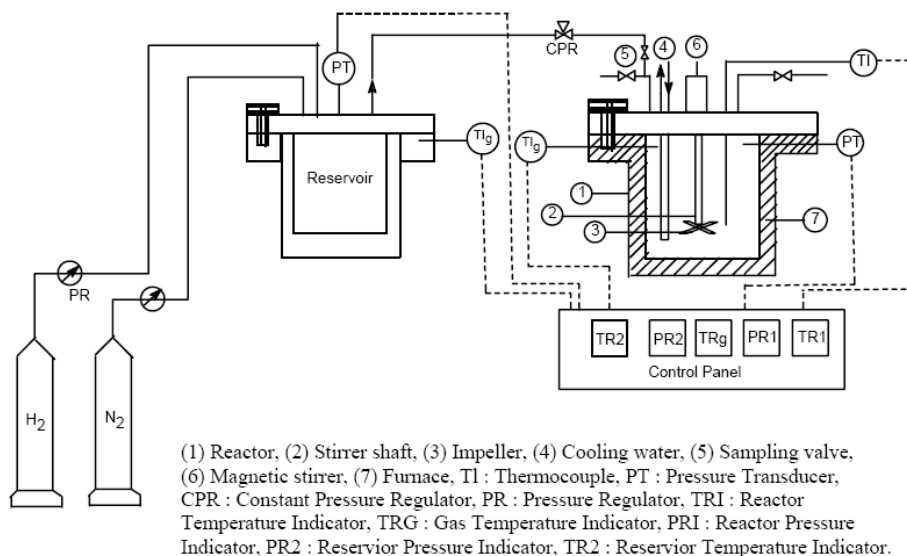 CPR
5
4
6
TI
PT
TIg
TIg
PT
Reservoir
1
2
3
7
PR
TR2
PR2
TRg
PR1
TR1
Control Panel
H2
N2
(1) Reactor, (2) Stirrer shaft, (3) Impeller, (4) Cooling water, (5) Sampling valve,
(6) Magnetic stirrer, (7) Furnace, Tl : Thermocouple, PT : Pressure Transducer,
CPR : Constant Pressure Regulator, PR : Pressure Regulator, TRI : Reactor
Temperature Indicator, TRG : Gas Temperature Indicator, PRI : Reactor Pressure
Indicator, PR2 : Reservior Pressure Indicator, TR2 : Reservior Temperature Indicator.